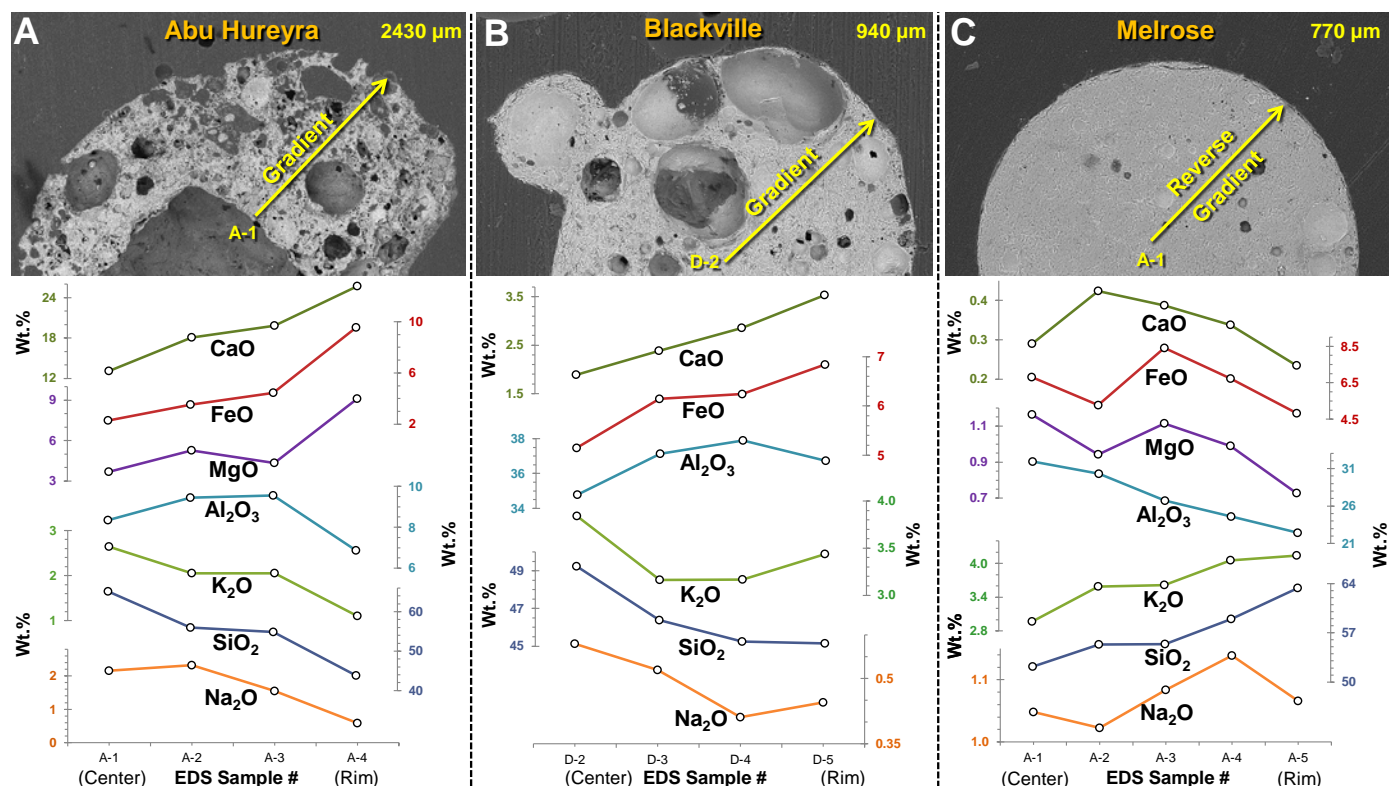 A
Abu Hureyra
2430 µm
Gradient
A-1
Wt.%
24
18
12
CaO
10
6
2
FeO
9
6
3
MgO
10
8
6
Al₂O₃
Wt.%
3
2
1
K₂O
60
50
40
SiO₂
Wt.%
2
1
0
Na₂O
A-1
A-2
A-3
A-4
(Center)
EDS Sample #
(Rim)
B
Blackville
940 µm
Gradient
D-2
Wt.%
3.5
2.5
1.5
CaO
7
6
5
FeO
38
36
34
Al₂O₃
Wt.%
4.0
3.5
3.0
K₂O
Wt.%
49
47
45
SiO₂
0.5
0.35
Na₂O
D-2
D-3
D-4
D-5
(Center)
EDS Sample #
(Rim)
C
Melrose
770 µm
Reverse
Gradient
A-1
Wt.%
0.4
0.3
0.2
CaO
8.5
6.5
4.5
FeO
1.1
0.9
0.7
MgO
31
26
21
Al₂O₃
Wt.%
4.0
3.4
2.8
K₂O
64
57
50
SiO₂
Wt.%
1.1
1.0
Na₂O
A-1
A-2
A-3
A-4
A-5
(Center)
EDS Sample #
(Rim)